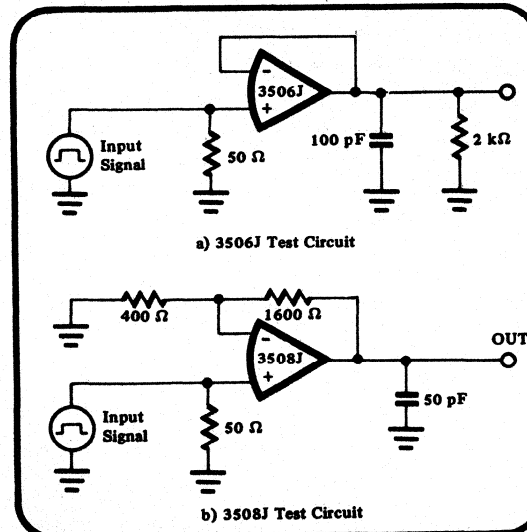 −
3506J
+
Input
Signal
50 Ω
100 pF
2 kΩ
a) 3506J Test Circuit
400 Ω
1600 Ω
−
3508J
+
OUT
Input
Signal
50 Ω
50 pF
b) 3508J Test Circuit